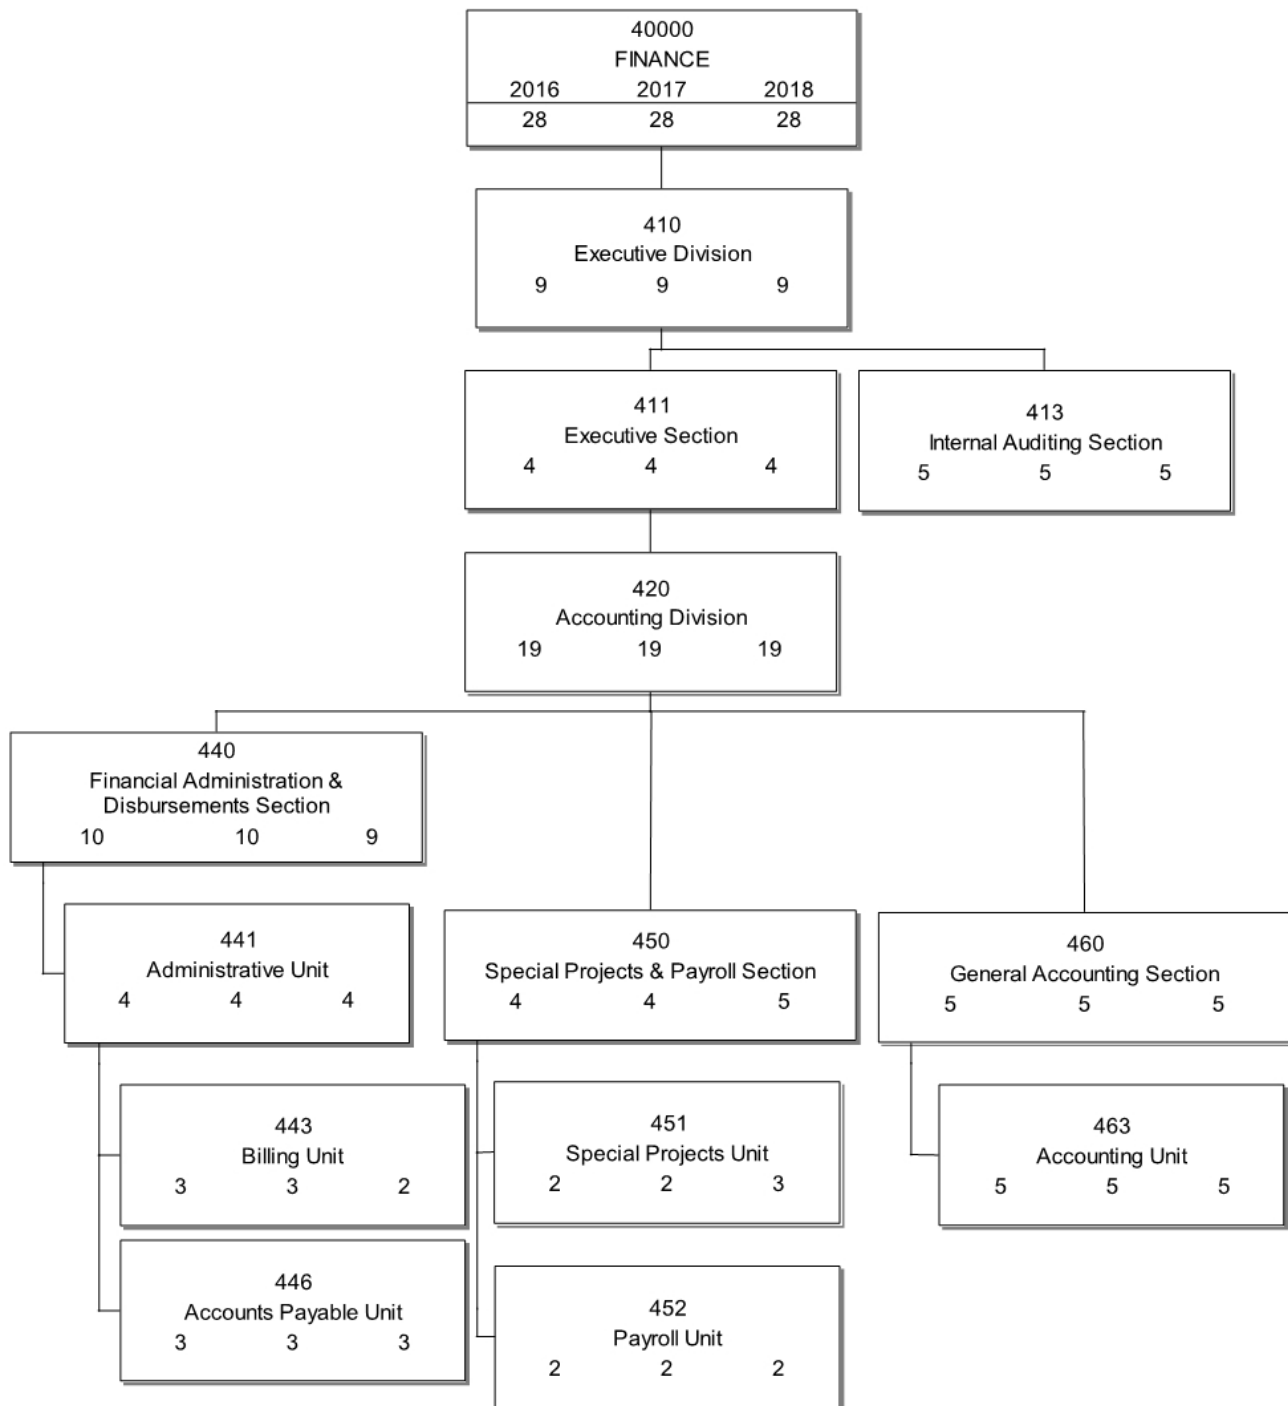 40000
FINANCE
2016 2017 2018
28 28 28
410
Executive Division
9 9 9
411
Executive Section
4 4 4
413
Internal Auditing Section
5 5 5
420
Accounting Division
19 19 19
440
Financial Administration &
Disbursements Section
10 10 9
441
Administrative Unit
4 4 4
450
Special Projects & Payroll Section
4 4 5
460
General Accounting Section
5 5 5
443
Billing Unit
3 3 2
451
Special Projects Unit
2 2 3
463
Accounting Unit
5 5 5
446
Accounts Payable Unit
3 3 3
452
Payroll Unit
2 2 2